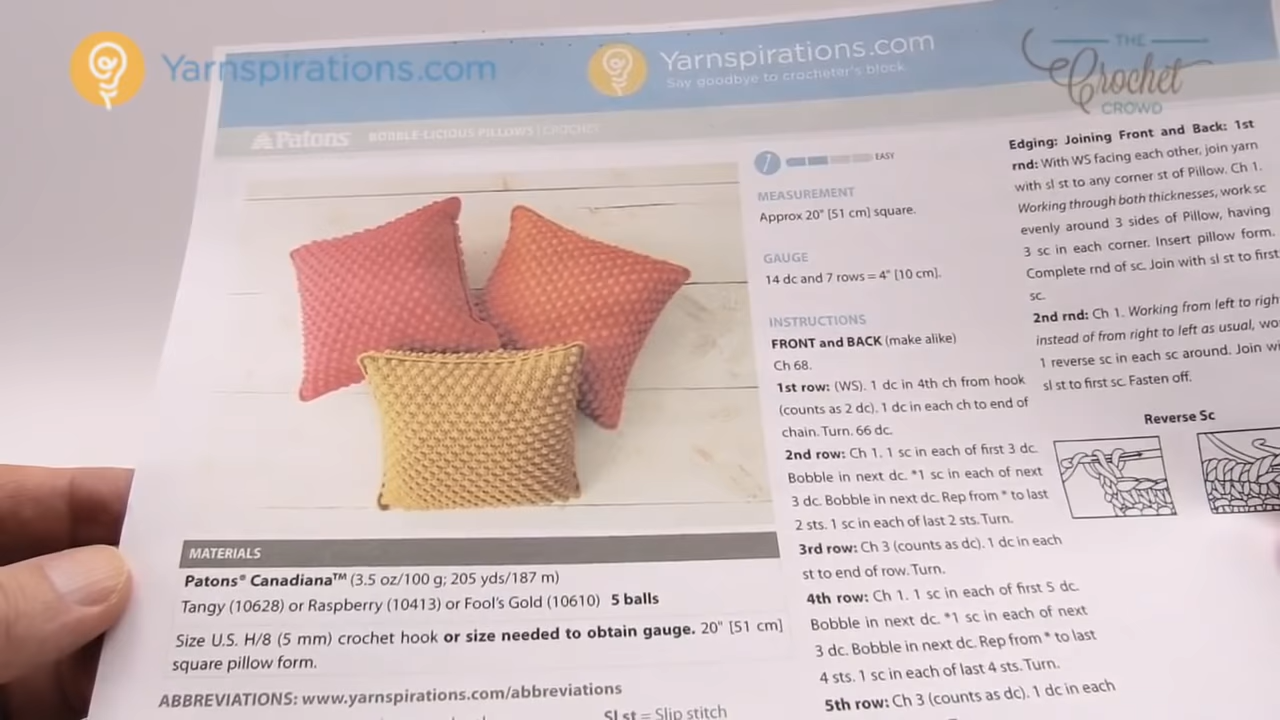 Yarnspirations.com
Yarnspirations.com
Say goodbye to crocheter's block.
THE
Crochet
CROWD
Patons BOBBLE-LICIOUS PILLOWS | CROCHET
MATERIALS
Patons® Canadiana™ (3.5 oz/100 g; 205 yds/187 m)
Tangy (10628) or Raspberry (10413) or Fool's Gold (10610) 5 balls
Size U.S. H/8 (5 mm) crochet hook or size needed to obtain gauge. 20" [51 cm]
square pillow form.
ABBREVIATIONS: www.yarnspirations.com/abbreviations
Sl st = Slip stitch
EASY
MEASUREMENT
Approx 20" [51 cm] square.
GAUGE
14 dc and 7 rows = 4" [10 cm].
INSTRUCTIONS
FRONT and BACK (make alike)
Ch 68.
1st row: (WS). 1 dc in 4th ch from hook
(counts as 2 dc). 1 dc in each ch to end of
chain. Turn. 66 dc.
2nd row: Ch 1. 1 sc in each of first 3 dc.
Bobble in next dc. *1 sc in each of next
3 dc. Bobble in next dc. Rep from * to last
2 sts. 1 sc in each of last 2 sts. Turn.
3rd row: Ch 3 (counts as dc). 1 dc in each
st to end of row. Turn.
4th row: Ch 1. 1 sc in each of first 5 dc.
Bobble in next dc. *1 sc in each of next
3 dc. Bobble in next dc. Rep from * to last
4 sts. 1 sc in each of last 4 sts. Turn.
5th row: Ch 3 (counts as dc). 1 dc in each
Edging: Joining Front and Back: 1st
rnd: With WS facing each other, join yarn
with sl st to any corner st of Pillow. Ch 1.
Working through both thicknesses, work sc
evenly around 3 sides of Pillow, having
3 sc in each corner. Insert pillow form.
Complete rnd of sc. Join with sl st to first
sc.
2nd rnd: Ch 1. Working from left to righ
instead of from right to left as usual, wo
1 reverse sc in each sc around. Join wi
sl st to first sc. Fasten off.
Reverse Sc